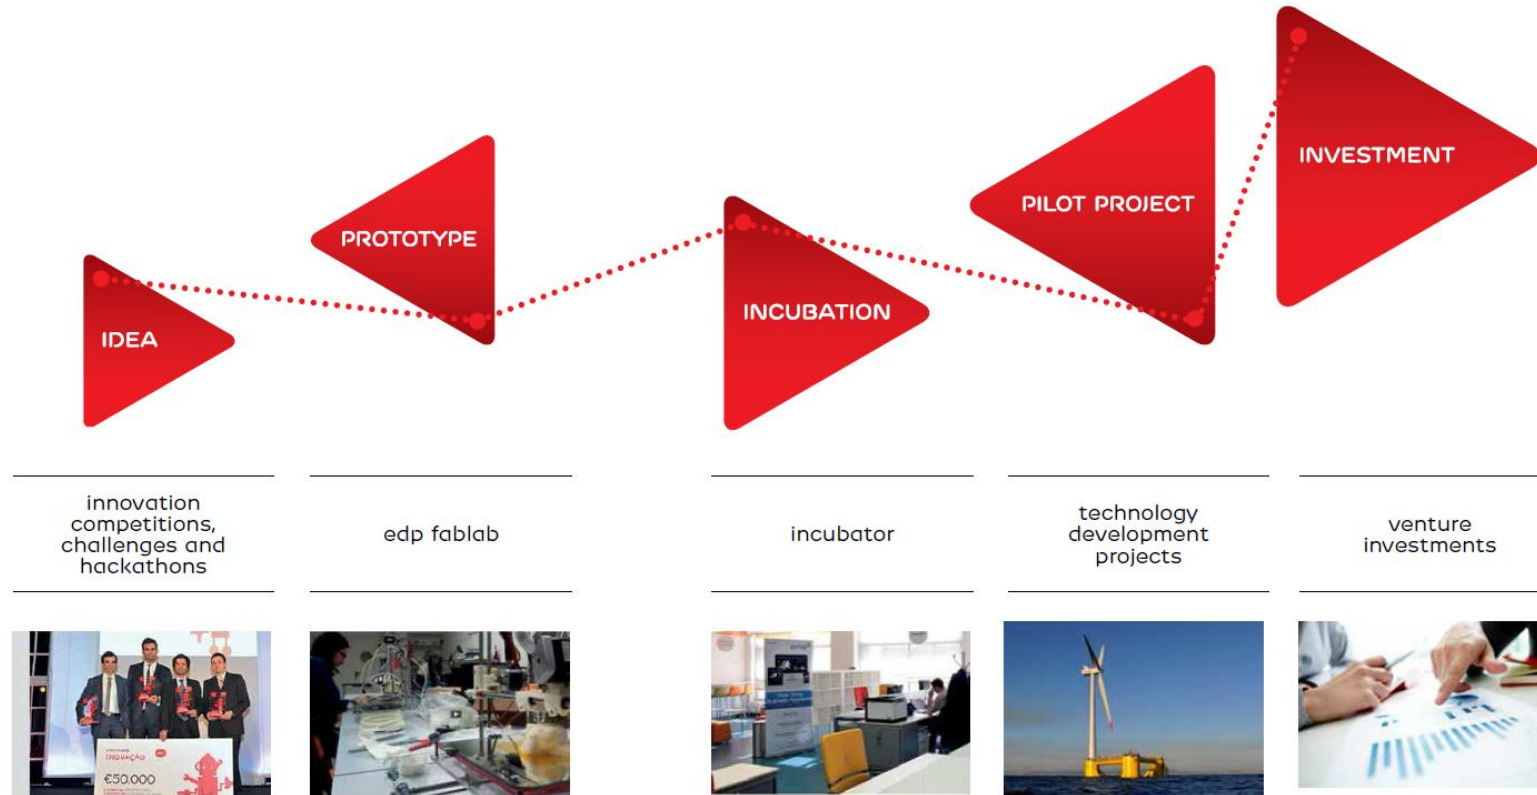 INVESTMENT
PILOT PROJECT
PROTOTYPE
INCUBATION
IDEA
innovation
competitions,
challenges and
hackathons
edp fablab
incubator
technology
development
projects
venture
investments
INOVAÇÃO
€50.000